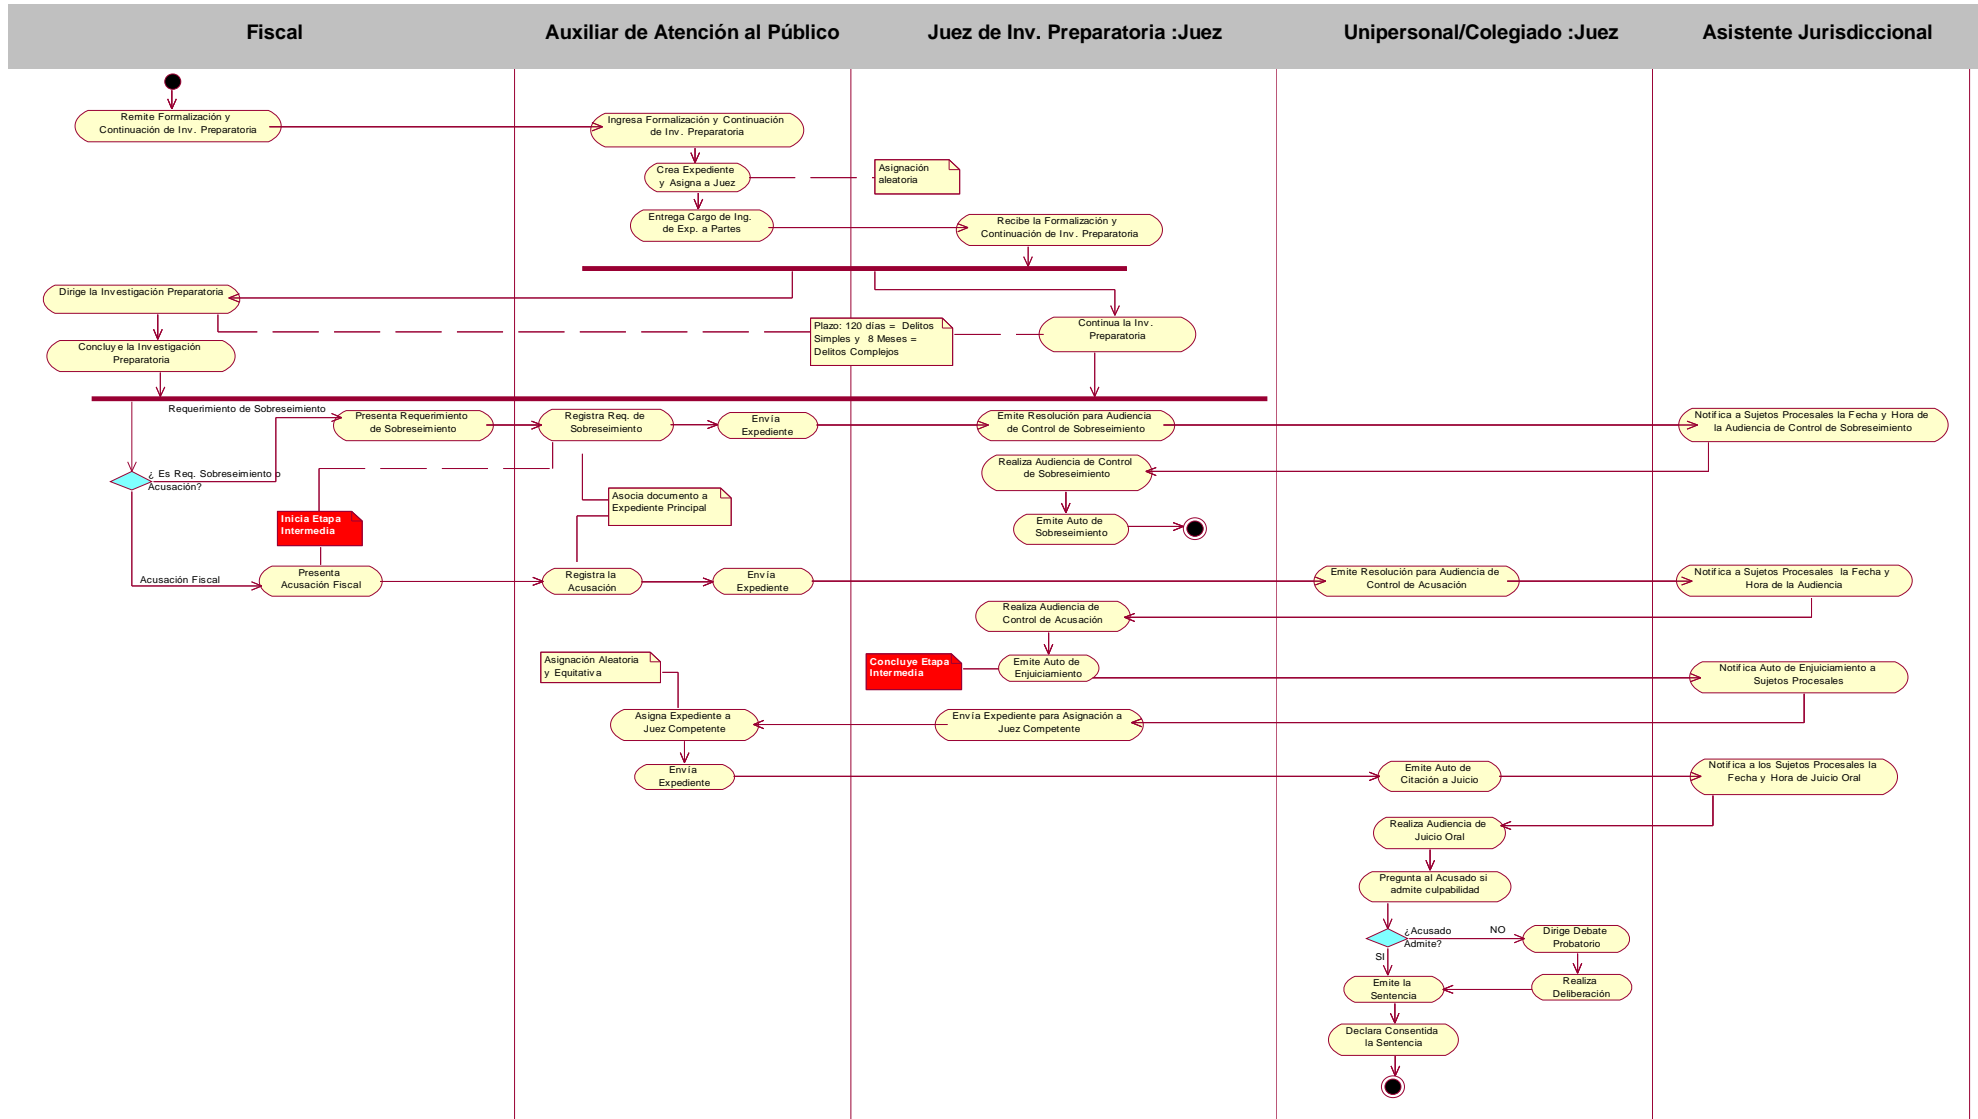 Fiscal
Auxiliar de Atención al Público
Juez de Inv. Preparatoria :Juez
Unipersonal/Colegiado :Juez
Asistente Jurisdiccional
Remite Formalización y
Continuación de Inv. Preparatoria
Ingresa Formalización y Continuación
de Inv. Preparatoria
Crea Expediente
y Asigna a Juez
Asignación
aleatoria
Entrega Cargo de Ing.
de Exp. a Partes
Recibe la Formalización y
Continuación de Inv. Preparatoria
Dirige la Investigación Preparatoria
Plazo: 120 días = Delitos
Simples y 8 Meses =
Delitos Complejos
Continua la Inv.
Preparatoria
Concluye la Investigación
Preparatoria
Requerimiento de Sobreseimiento
Presenta Requerimiento
de Sobreseimiento
Registra Req. de
Sobreseimiento
Envía
Expediente
Emite Resolución para Audiencia
de Control de Sobreseimiento
Notifica a Sujetos Procesales la Fecha y Hora de
la Audiencia de Control de Sobreseimiento
¿ Es Req. Sobreseimiento o
Acusación?
Realiza Audiencia de Control
de Sobreseimiento
Asocia documento a
Expediente Principal
Inicia Etapa
Intermedia
Emite Auto de
Sobreseimiento
Acusación Fiscal
Presenta
Acusación Fiscal
Registra la
Acusación
Envía
Expediente
Emite Resolución para Audiencia de
Control de Acusación
Notifica a Sujetos Procesales la Fecha y
Hora de la Audiencia
Realiza Audiencia de
Control de Acusación
Asignación Aleatoria
y Equitativa
Concluye Etapa
Intermedia
Emite Auto de
Enjuiciamiento
Notifica Auto de Enjuiciamiento a
Sujetos Procesales
Asigna Expediente a
Juez Competente
Envía Expediente para Asignación a
Juez Competente
Envía
Expediente
Emite Auto de
Citación a Juicio
Notifica a los Sujetos Procesales la
Fecha y Hora de Juicio Oral
Realiza Audiencia de
Juicio Oral
Pregunta al Acusado si
admite culpabilidad
¿Acusado
Admite?
NO
Dirige Debate
Probatorio
SI
Emite la
Sentencia
Realiza
Deliberación
Declara Consentida
la Sentencia